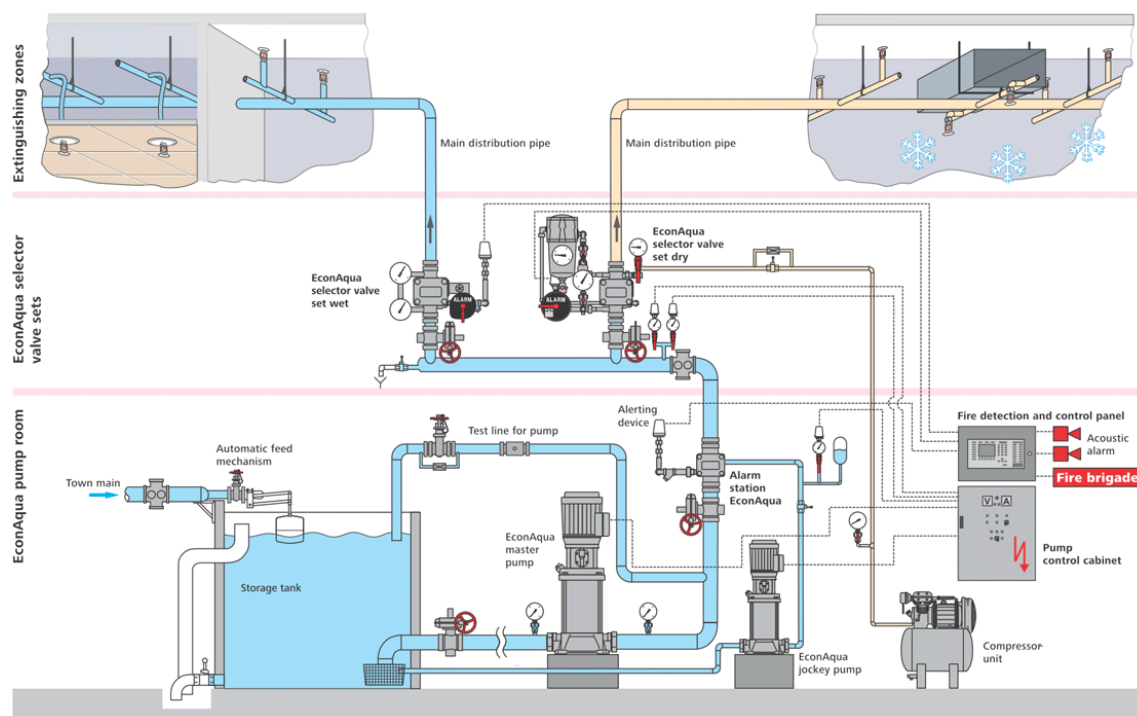 Extinguishing zones
Main distribution pipe
Main distribution pipe
EconAqua selector
valve sets
EconAqua
selector valve
set wet
ALARM
EconAqua
selector valve
set dry
ALARM
EconAqua pump room
Automatic feed
mechanism
Town main
Test line for pump
Alerting
device
Alarm
station
EconAqua
Fire detection and control panel
Acoustic
alarm
Fire brigade
V A
Pump
control cabinet
EconAqua
master
pump
Storage tank
EconAqua
jockey pump
Compressor-
unit